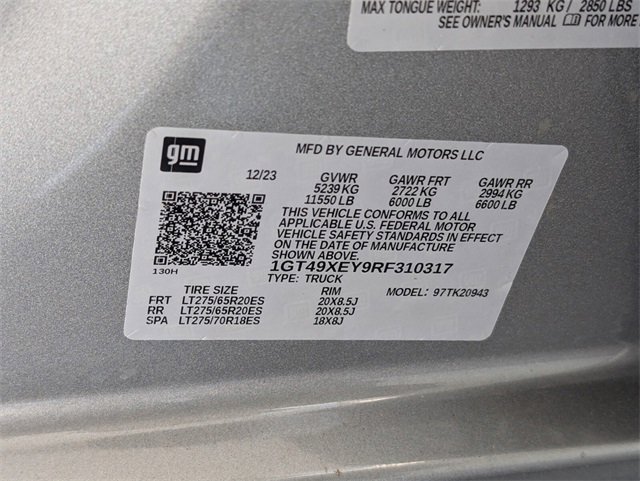 MAX TONGUE WEIGHT: 1293 KG / 2850 LBS
SEE OWNER'S MANUAL FOR MORE
gm
MFD BY GENERAL MOTORS LLC
12/23 GVWR GAWR FRT GAWR RR
5239 KG 2722 KG 2994 KG
11550 LB 6000 LB 6600 LB
THIS VEHICLE CONFORMS TO ALL
APPLICABLE U.S. FEDERAL MOTOR
VEHICLE SAFETY STANDARDS IN EFFECT
ON THE DATE OF MANUFACTURE
SHOWN ABOVE.
130H
1GT49XEY9RF310317
TYPE: TRUCK
TIRE SIZE RIM MODEL: 97TK20943
FRT LT275/65R20ES 20X8.5J
RR LT275/65R20ES 20X8.5J
SPA LT275/70R18ES 18X8J